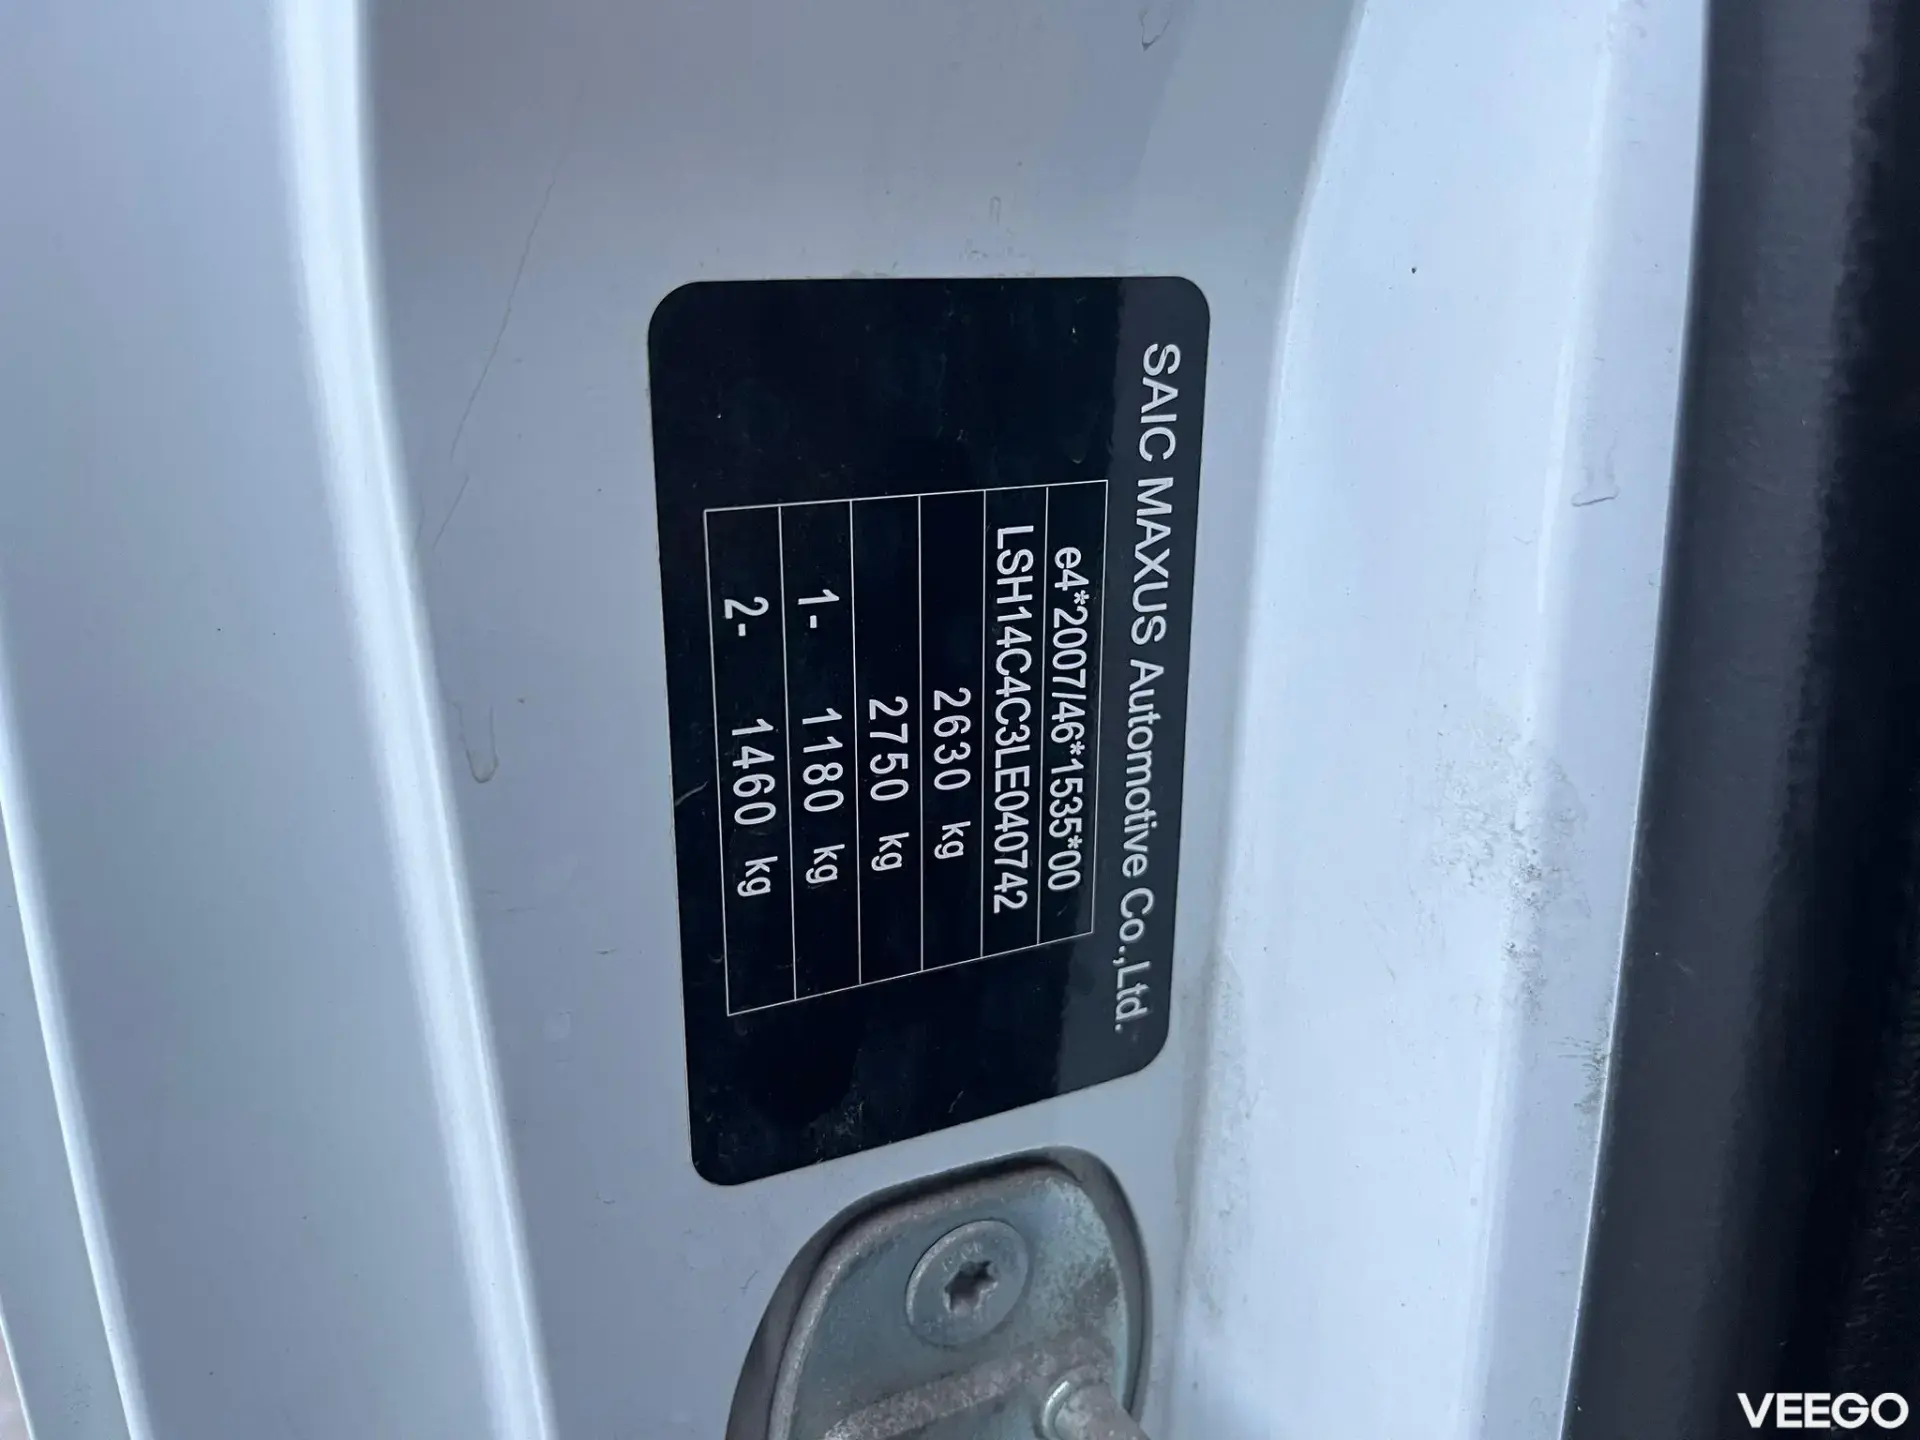 SAIC MAXUS Automotive Co.,Ltd.
e4*2007/46*1535*00
LSH14C4C3LE040742
2630 kg
2750 kg
1- 1180 kg
2- 1460 kg
VEEGO